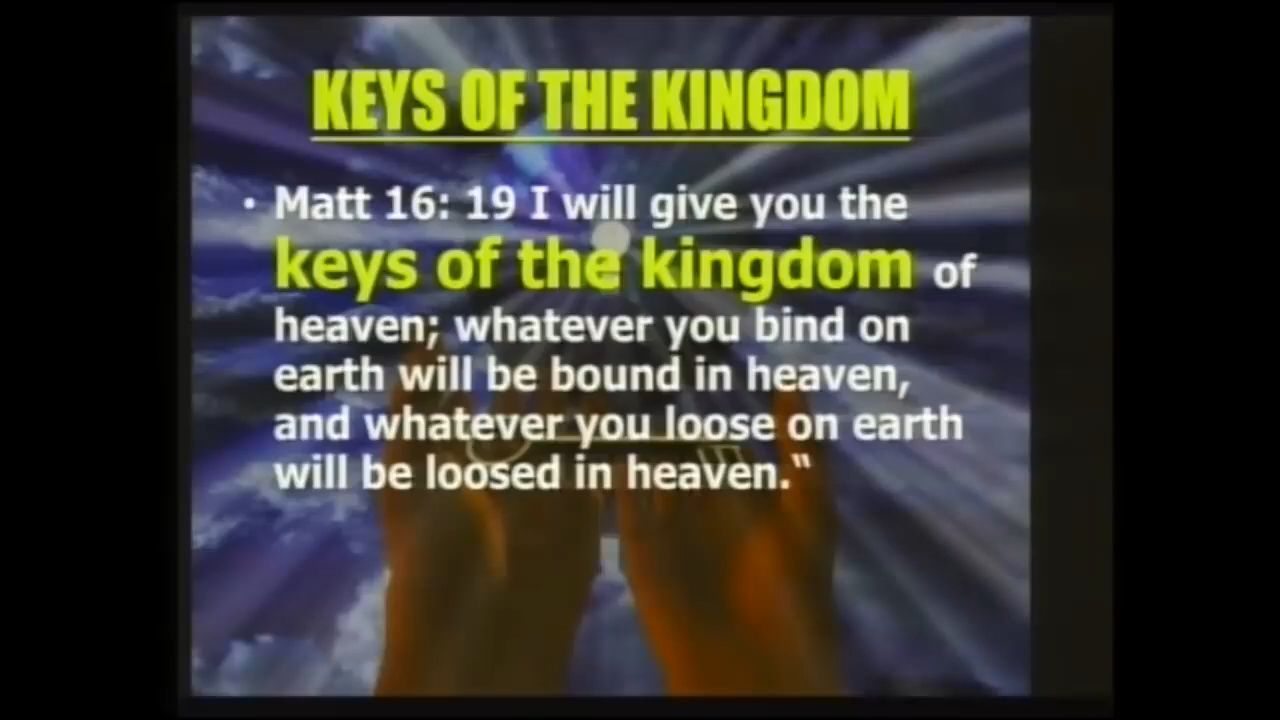 KEYS OF THE KINGDOM
• Matt 16: 19 I will give you the
keys of the kingdom of
heaven; whatever you bind on
earth will be bound in heaven,
and whatever you loose on earth
will be loosed in heaven."